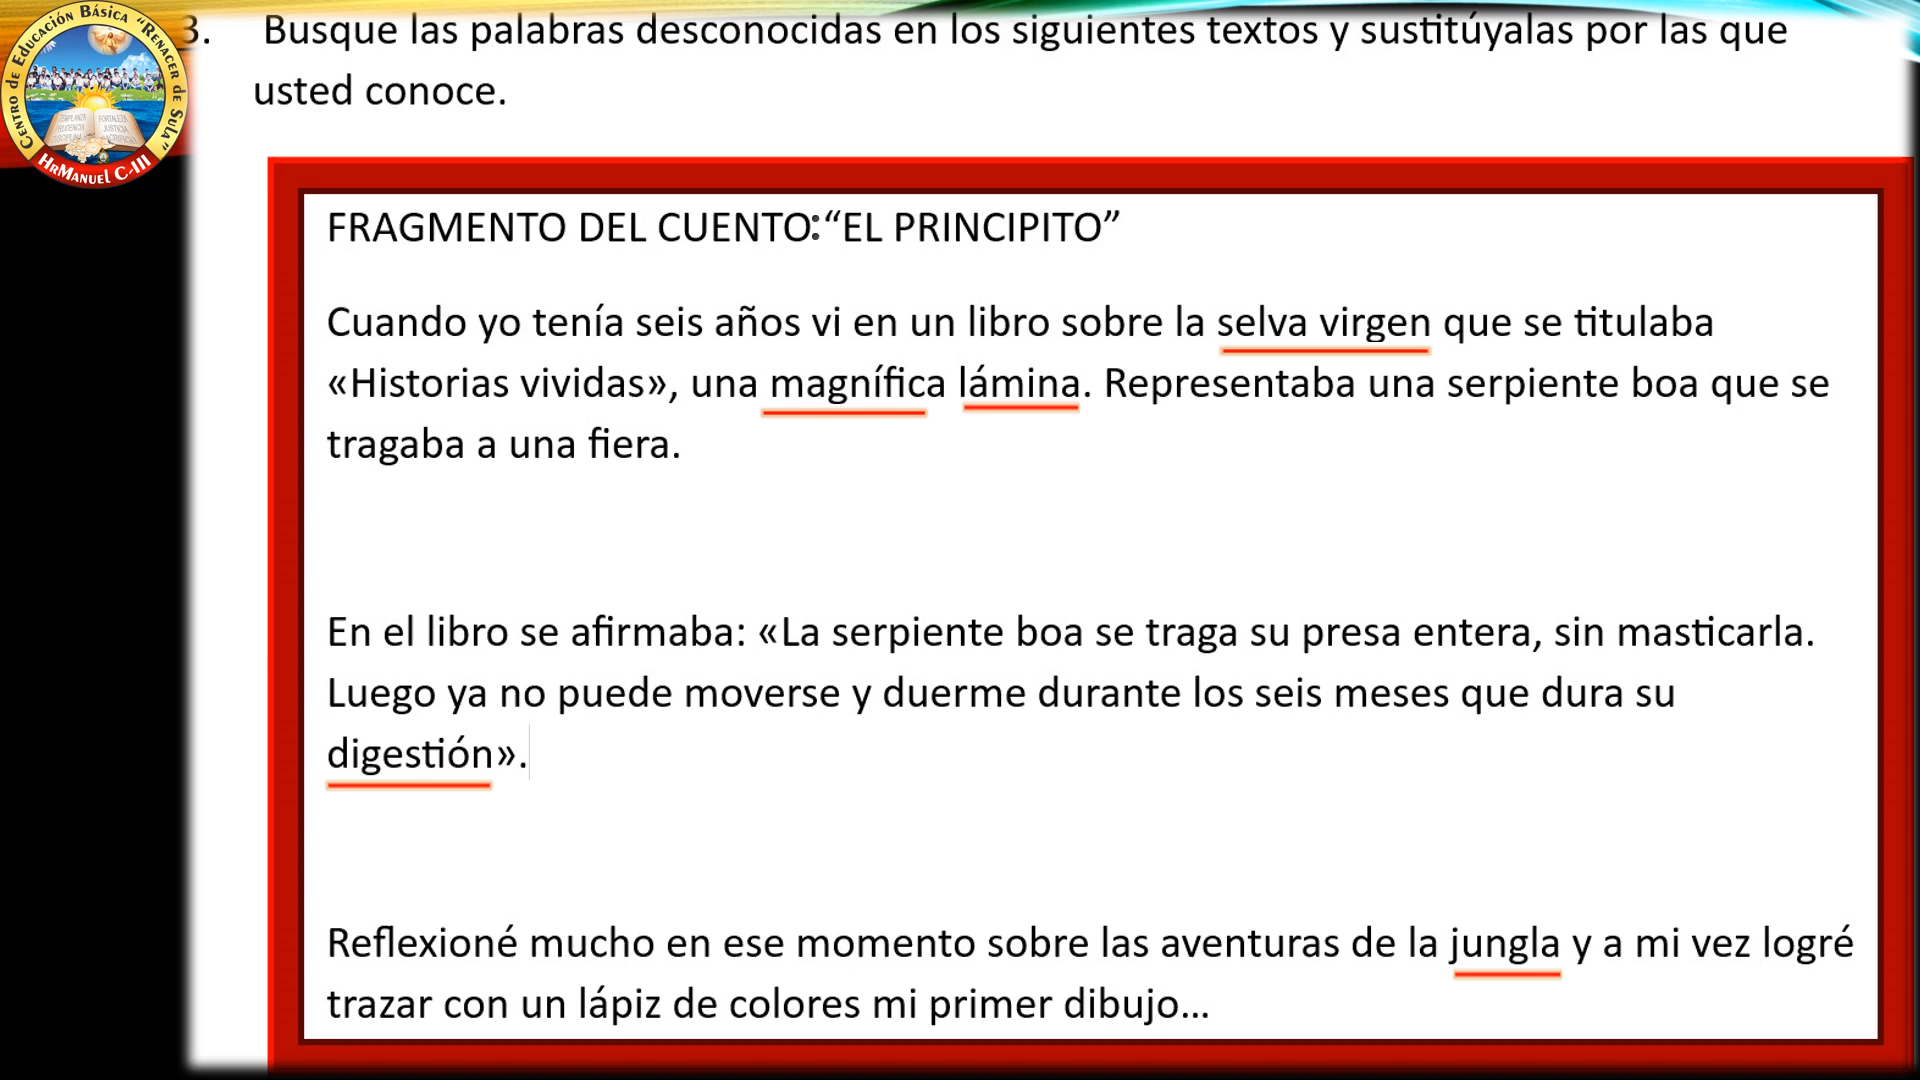 CENTRO de EDUCACIÓN BÁSICA "RENACER DE SULA"
TEMPLANZA FORTALEZA
PRUDENCIA JUSTICIA
HRMANUEL C-III
3. Busque las palabras desconocidas en los siguientes textos y sustitúyalas por las que
usted conoce.
FRAGMENTO DEL CUENTO:“EL PRINCIPITO”
Cuando yo tenía seis años vi en un libro sobre la selva virgen que se titulaba
«Historias vividas», una magnífica lámina. Representaba una serpiente boa que se
tragaba a una fiera.
En el libro se afirmaba: «La serpiente boa se traga su presa entera, sin masticarla.
Luego ya no puede moverse y duerme durante los seis meses que dura su
digestión».
Reflexioné mucho en ese momento sobre las aventuras de la jungla y a mi vez logré
trazar con un lápiz de colores mi primer dibujo...